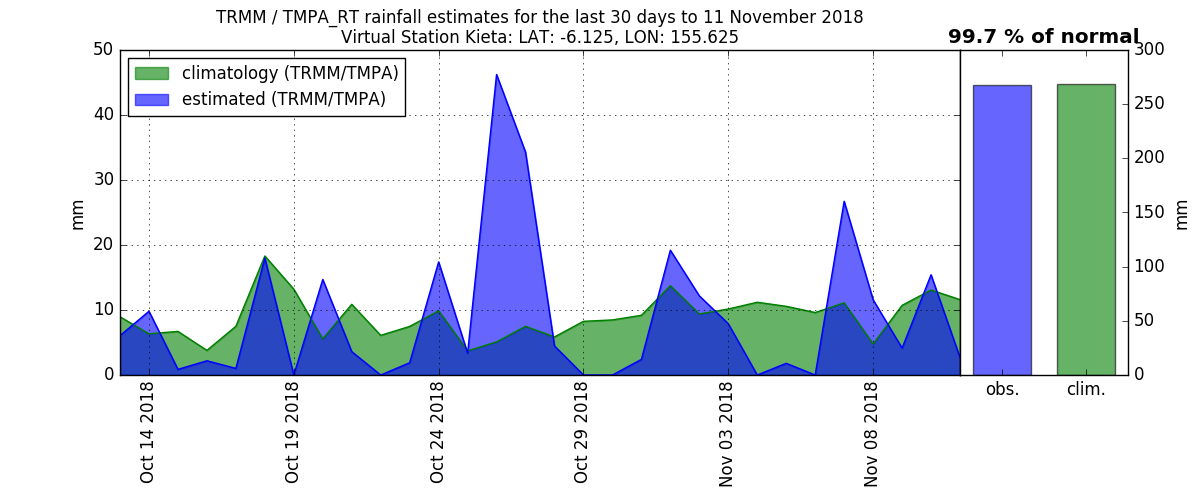 TRMM / TMPA_RT rainfall estimates for the last 30 days to 11 November 2018
Virtual Station Kieta: LAT: -6.125, LON: 155.625
99.7 % of normal
climatology (TRMM/TMPA)
estimated (TRMM/TMPA)
50
40
30
20
10
0
mm
Oct 14 2018
Oct 19 2018
Oct 24 2018
Oct 29 2018
Nov 03 2018
Nov 08 2018
300
250
200
150
100
50
0
mm
obs.
clim.